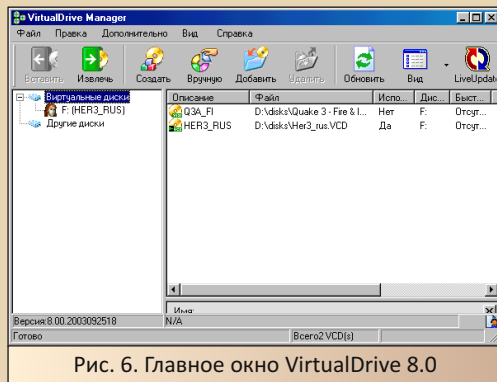 VirtualDrive Manager
Файл Правка Дополнительно Вид Справка
Вставить Извлечь Создать Вручную Добавить Удалить Обновить Вид LiveUpdate
Виртуальные диски
F: (HER3_RUS)
Другие диски
Описание Файл Испо... Дис... Быст...
Q3A_FI D:\disks\Quake 3 - Fire & I... Нет F: Отсут...
HER3_RUS D:\disks\Her3_rus.VCD Да F: Отсут...
Имя:
Версия:8.00.2003092518 N/A
Готово Всего2 VCD(s)
Рис. 6. Главное окно VirtualDrive 8.0